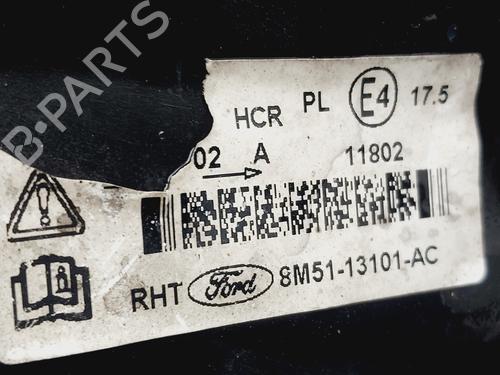 B-PARTS
HCR PL E4 17.5
02 A 11802
RHT Ford 8M51-13101-AC